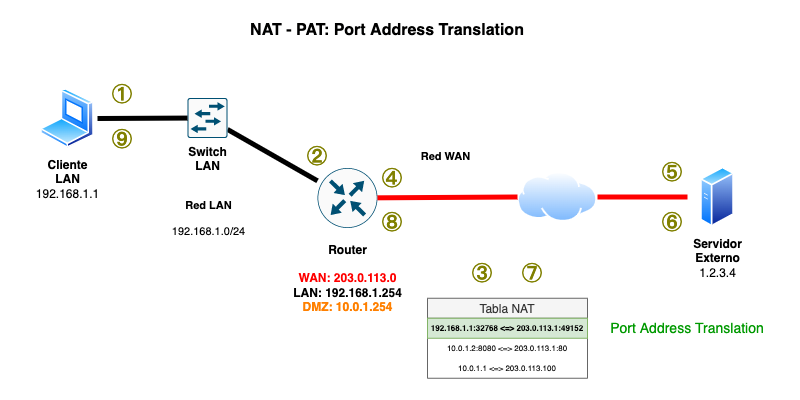 NAT - PAT: Port Address Translation
①
⑨
Cliente
LAN
192.168.1.1
Switch
LAN
Red LAN
192.168.1.0/24
②
④
⑧
Red WAN
Router
WAN: 203.0.113.0
LAN: 192.168.1.254
DMZ: 10.0.1.254
⑤
⑥
Servidor
Externo
1.2.3.4
③ ⑦
Tabla NAT
192.168.1.1:32768 <=> 203.0.113.1:49152
10.0.1.2:8080 <=> 203.0.113.1:80
10.0.1.1 <=> 203.0.113.100
Port Address Translation